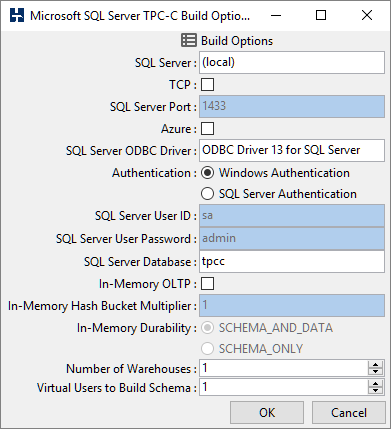 Microsoft SQL Server TPC-C Build Optio...
Build Options
SQL Server : (local)
TCP :
SQL Server Port : 1433
Azure :
SQL Server ODBC Driver : ODBC Driver 13 for SQL Server
Authentication : Windows Authentication
SQL Server Authentication
SQL Server User ID : sa
SQL Server User Password : admin
SQL Server Database : tpcc
In-Memory OLTP :
In-Memory Hash Bucket Multiplier : 1
In-Memory Durability : SCHEMA_AND_DATA
SCHEMA_ONLY
Number of Warehouses : 1
Virtual Users to Build Schema : 1
OK Cancel